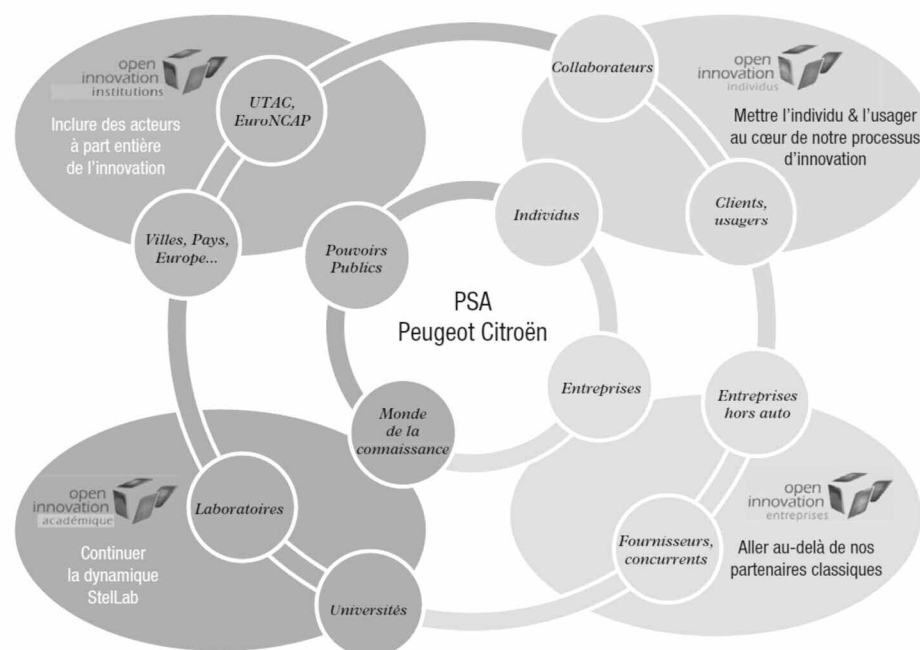 open
innovation
institutions
Inclure des acteurs
à part entière
de l'innovation
UTAC,
EuroNCAP
Villes, Pays,
Europe...
Collaborateurs
open
innovation
individus
Mettre l'individu & l'usager
au cœur de notre processus
d'innovation
Clients,
usagers
Pouvoirs
Publics
Individus
PSA
Peugeot Citroën
Monde
de la
connaissance
Entreprises
Entreprises
hors auto
open
innovation
académique
Continuer
la dynamique
StelLab
Laboratoires
Universités
Fournisseurs,
concurrents
open
innovation
entreprises
Aller au-delà de nos
partenaires classiques